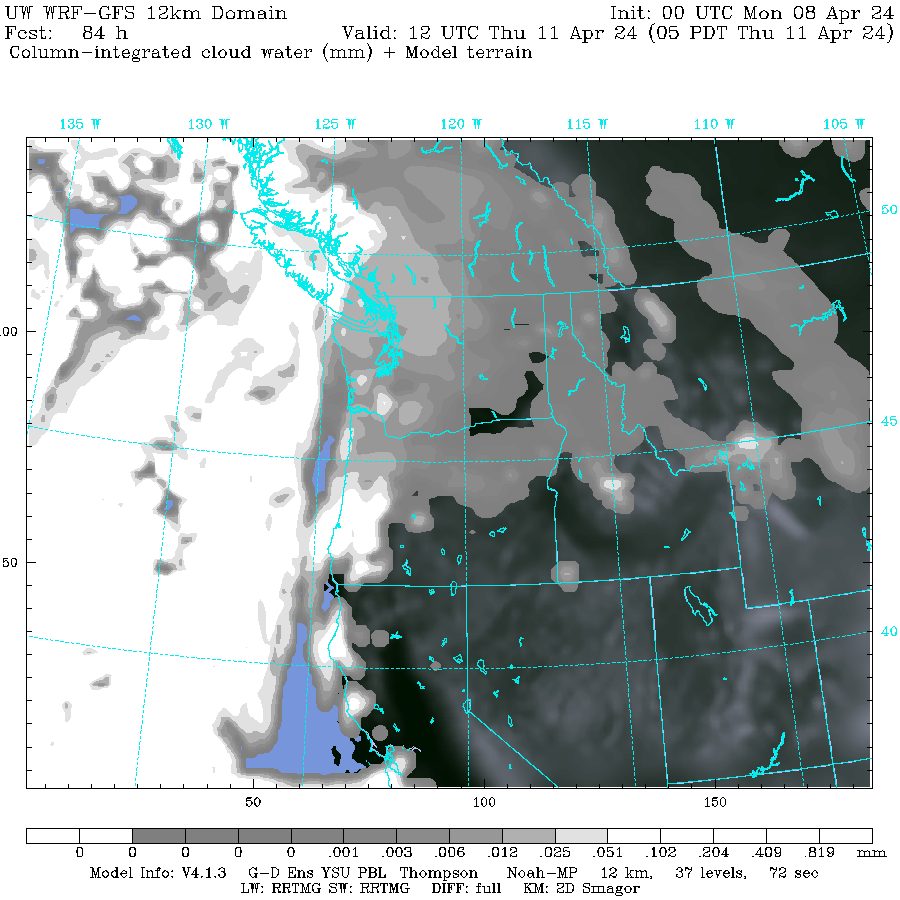 UW WRF-GFS 12km Domain Init: 00 UTC Mon 08 Apr 24
Fcst: 84 h Valid: 12 UTC Thu 11 Apr 24 (05 PDT Thu 11 Apr 24)
Column-integrated cloud water (mm) + Model terrain
135 W 130 W 125 W 120 W 115 W 110 W 105 W
50
00
45
50
40
50 100 150
0 0 0 0 0 .001 .003 .006 .012 .025 .051 .102 .204 .409 .819 mm
Model Info: V4.1.3 G-D Ens YSU PBL Thompson Noah-MP 12 km, 37 levels, 72 sec
LW: RRTMG SW: RRTMG DIFF: full KM: 2D Smagor